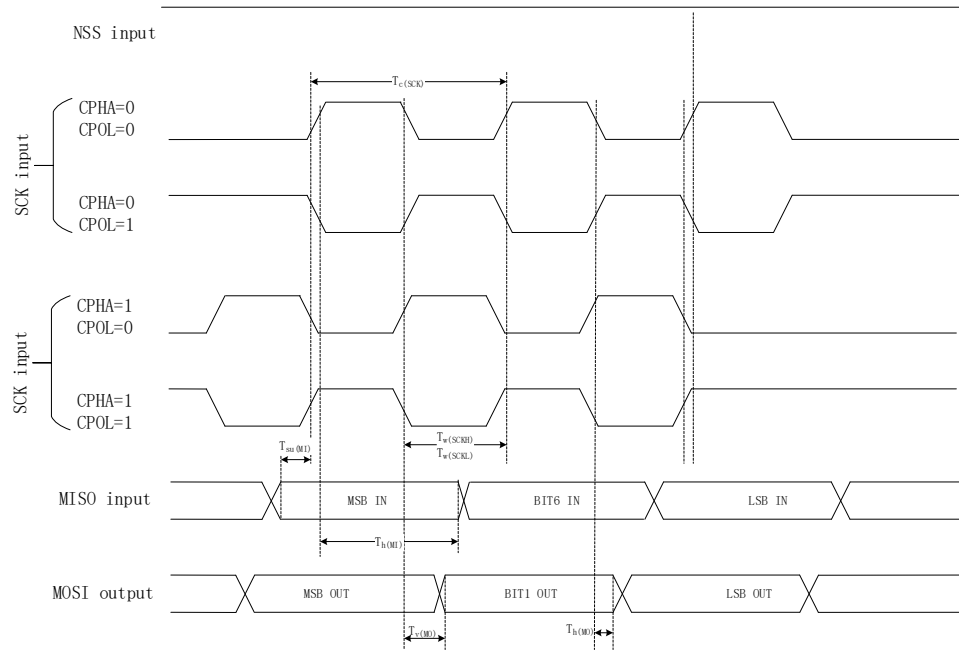 NSS input
Tc(SCK)
SCK input
CPHA=0
CPOL=0
CPHA=0
CPOL=1
SCK input
CPHA=1
CPOL=0
CPHA=1
CPOL=1
Tsu(MI)
Tw(SCKH)
Tw(SCKL)
MISO input
MSB IN
BIT6 IN
LSB IN
Th(MI)
MOSI output
MSB OUT
BIT1 OUT
LSB OUT
Tv(MO)
Th(MO)